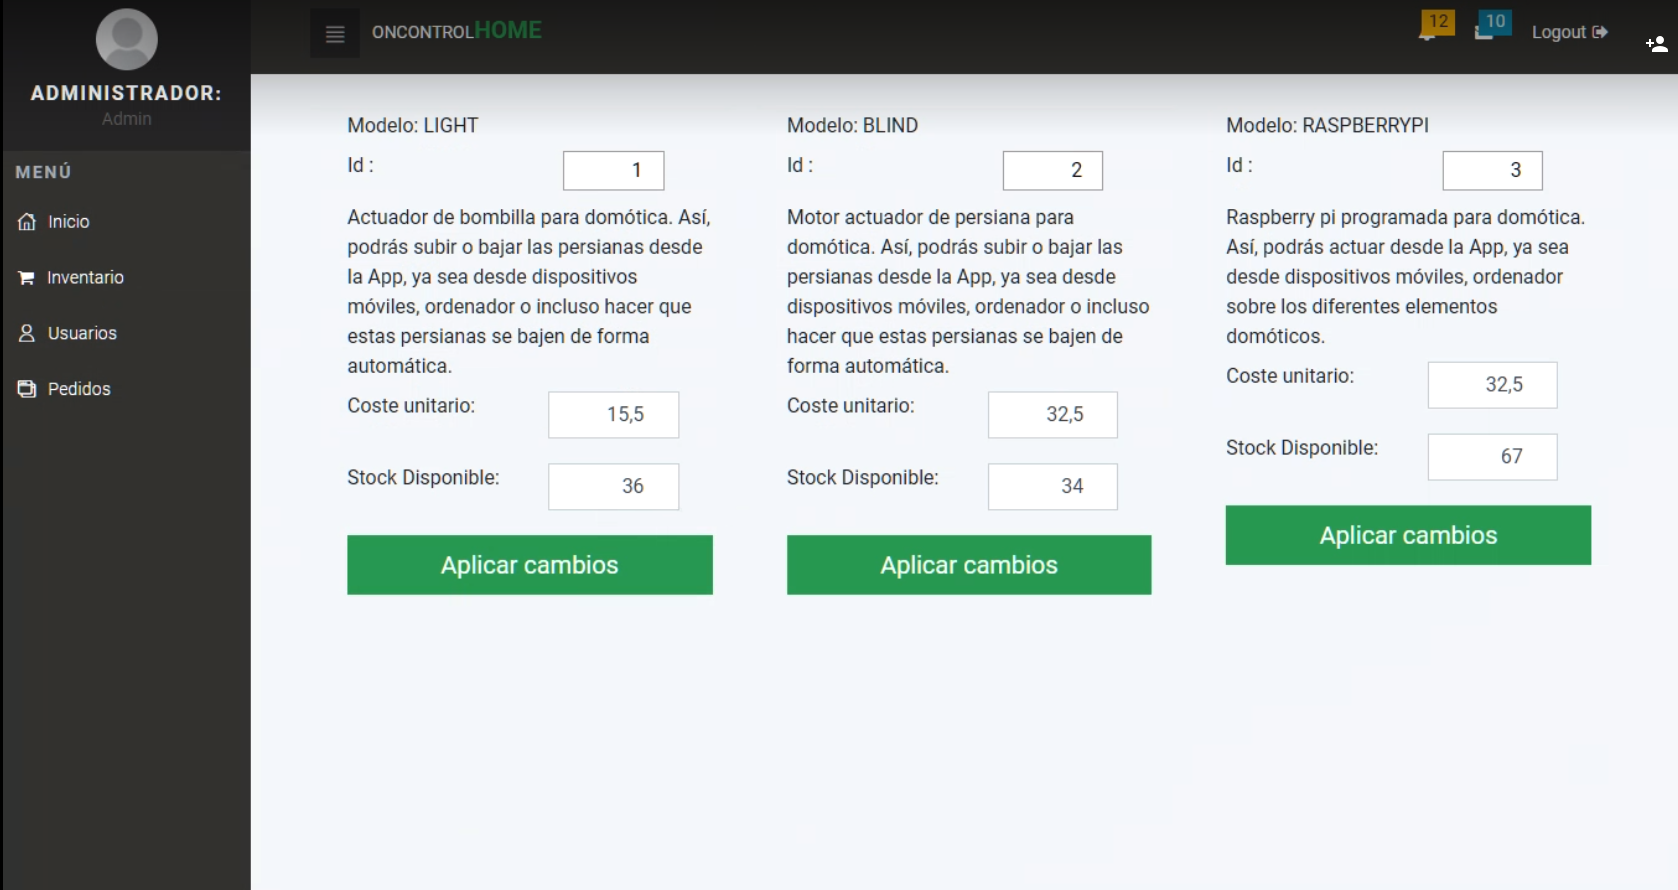 ADMINISTRADOR:
Admin
MENÚ
Inicio
Inventario
Usuarios
Pedidos
ONCONTROLHOME
12
10
Logout
Modelo: LIGHT
Id :
1
Actuador de bombilla para domótica. Así,
podrás subir o bajar las persianas desde
la App, ya sea desde dispositivos
móviles, ordenador o incluso hacer que
estas persianas se bajen de forma
automática.
Coste unitario:
15,5
Stock Disponible:
36
Aplicar cambios
Modelo: BLIND
Id :
2
Motor actuador de persiana para
domótica. Así, podrás subir o bajar las
persianas desde la App, ya sea desde
dispositivos móviles, ordenador o incluso
hacer que estas persianas se bajen de
forma automática.
Coste unitario:
32,5
Stock Disponible:
34
Aplicar cambios
Modelo: RASPBERRYPI
Id :
3
Raspberry pi programada para domótica.
Así, podrás actuar desde la App, ya sea
desde dispositivos móviles, ordenador
sobre los diferentes elementos
domóticos.
Coste unitario:
32,5
Stock Disponible:
67
Aplicar cambios